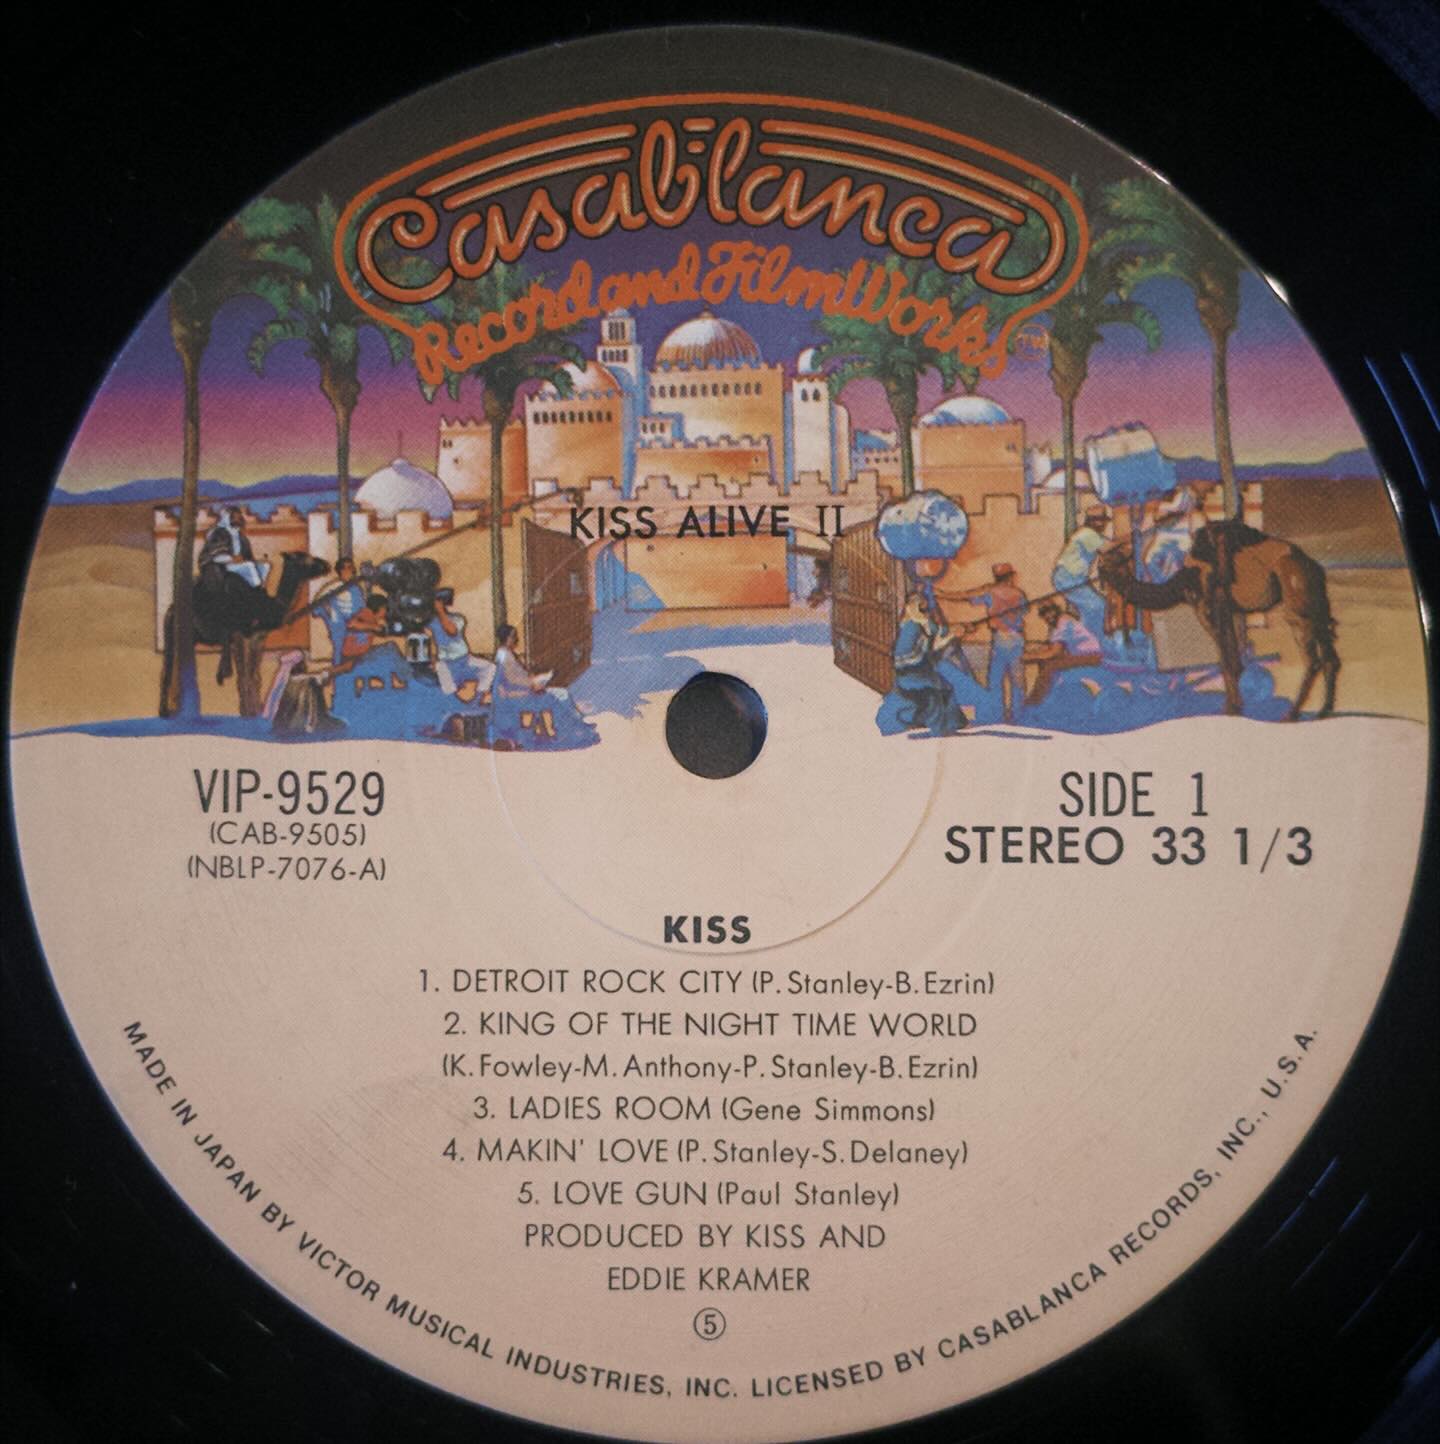 Casablanca
Record and FilmWorks
TM
KISS ALIVE II
VIP-9529
(CAB-9505)
(NBLP-7076-A)
SIDE 1
STEREO 33 1/3
KISS
1. DETROIT ROCK CITY (P. Stanley-B. Ezrin)
2. KING OF THE NIGHT TIME WORLD
(K. Fowley-M. Anthony-P. Stanley-B. Ezrin)
3. LADIES ROOM (Gene Simmons)
4. MAKIN' LOVE (P. Stanley-S. Delaney)
5. LOVE GUN (Paul Stanley)
PRODUCED BY KISS AND
EDDIE KRAMER
⑤
MADE IN JAPAN BY VICTOR MUSICAL INDUSTRIES, INC. LICENSED BY CASABLANCA RECORDS, INC., U.S.A.